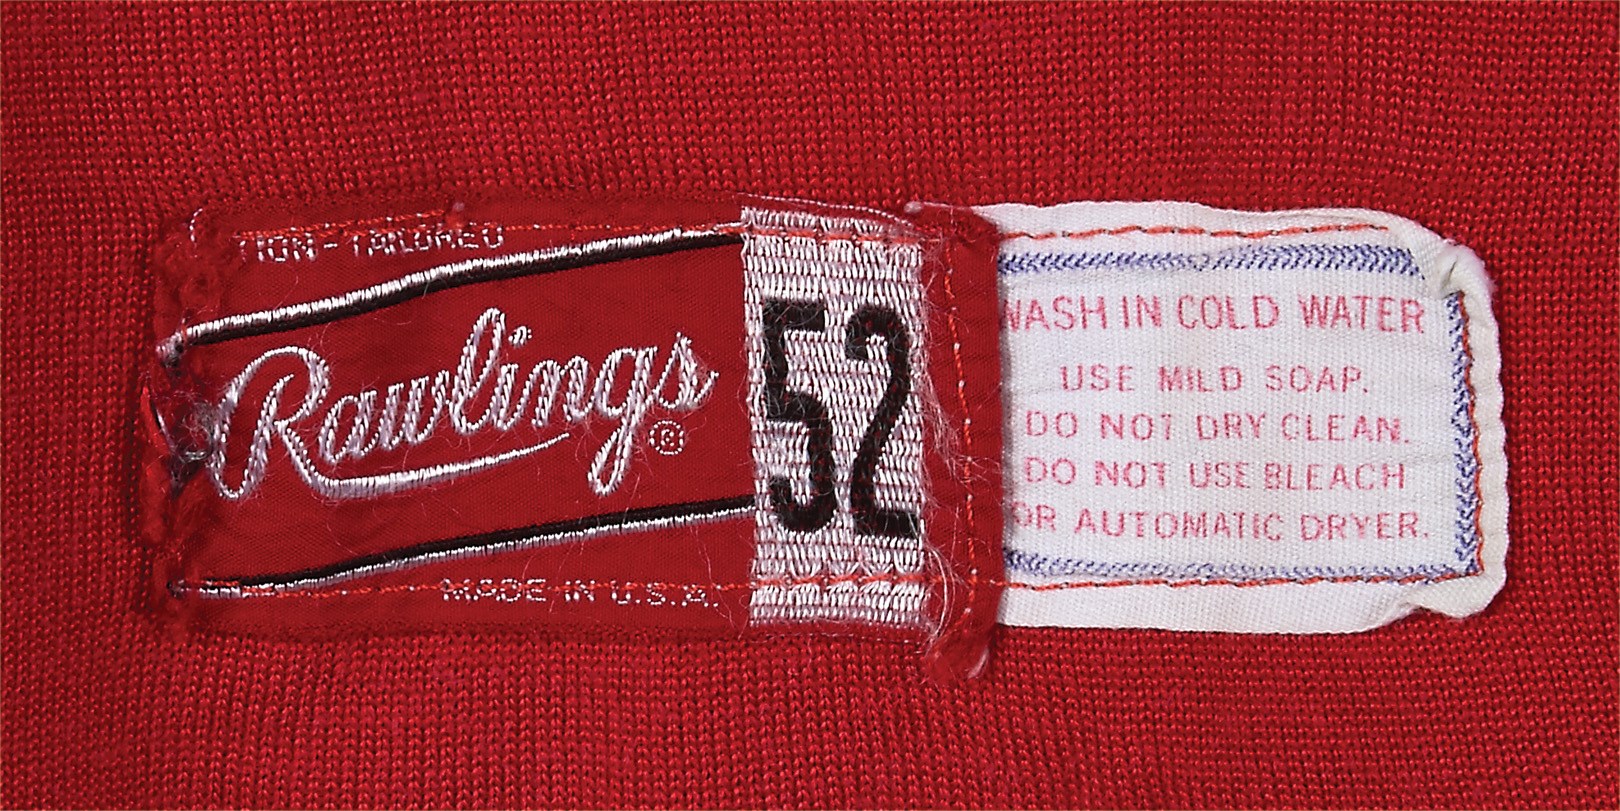 TION-TAILORED
Rawlings ®
52
MADE IN U.S.A.
WASH IN COLD WATER
USE MILD SOAP.
DO NOT DRY CLEAN.
DO NOT USE BLEACH
OR AUTOMATIC DRYER.